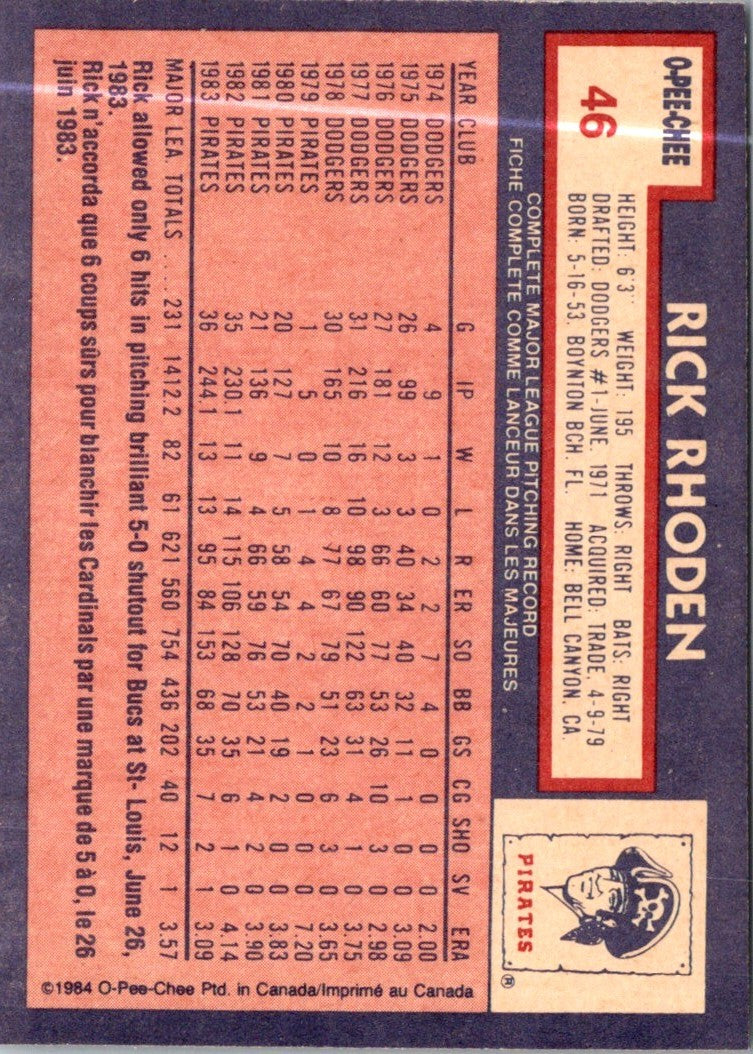 O-PEE-CHEE
46
RICK RHODEN
HEIGHT: 6'3" WEIGHT: 195 THROWS: RIGHT BATS: RIGHT
DRAFTED: DODGERS #1-JUNE, 1971 ACQUIRED: TRADE, 4-9-79
BORN: 5-16-53, BOYNTON BCH, FL. HOME: BELL CANYON, CA
PIRATES
®
COMPLETE MAJOR LEAGUE PITCHING RECORD
FICHE COMPLETE COMME LANCEUR DANS LES MAJEURES
YEAR CLUB G IP W L R ER SO BB GS CG SHO SV ERA
1974 DODGERS 4 9 1 0 2 2 7 4 0 0 0 0 2.00
1975 DODGERS 26 99 3 3 40 34 40 32 11 1 0 0 3.09
1976 DODGERS 27 181 12 3 66 60 77 53 26 10 3 0 2.98
1977 DODGERS 31 216 16 10 98 90 122 63 31 4 1 0 3.75
1978 DODGERS 30 165 10 8 77 67 79 51 23 6 3 0 3.65
1979 PIRATES 1 5 0 1 4 4 2 2 1 0 0 0 7.20
1980 PIRATES 20 127 7 5 58 54 70 40 19 2 0 0 3.83
1981 PIRATES 21 136 9 4 66 59 76 53 21 4 2 0 3.90
1982 PIRATES 35 230.1 11 14 115 106 128 70 35 6 1 0 4.14
1983 PIRATES 36 244.1 13 13 95 84 153 68 35 7 2 1 3.09
MAJOR LEA. TOTALS .... 231 1412.2 82 61 621 560 754 436 202 40 12 1 3.57
Rick allowed only 6 hits in pitching brilliant 5-0 shutout for Bucs at St- Louis, June 26,
1983.
Rick n'accorda que 6 coups sûrs pour blanchir les Cardinals par une marque de 5 à 0, le 26
juin 1983.
©1984 O-Pee-Chee Ptd. in Canada/Imprimé au Canada